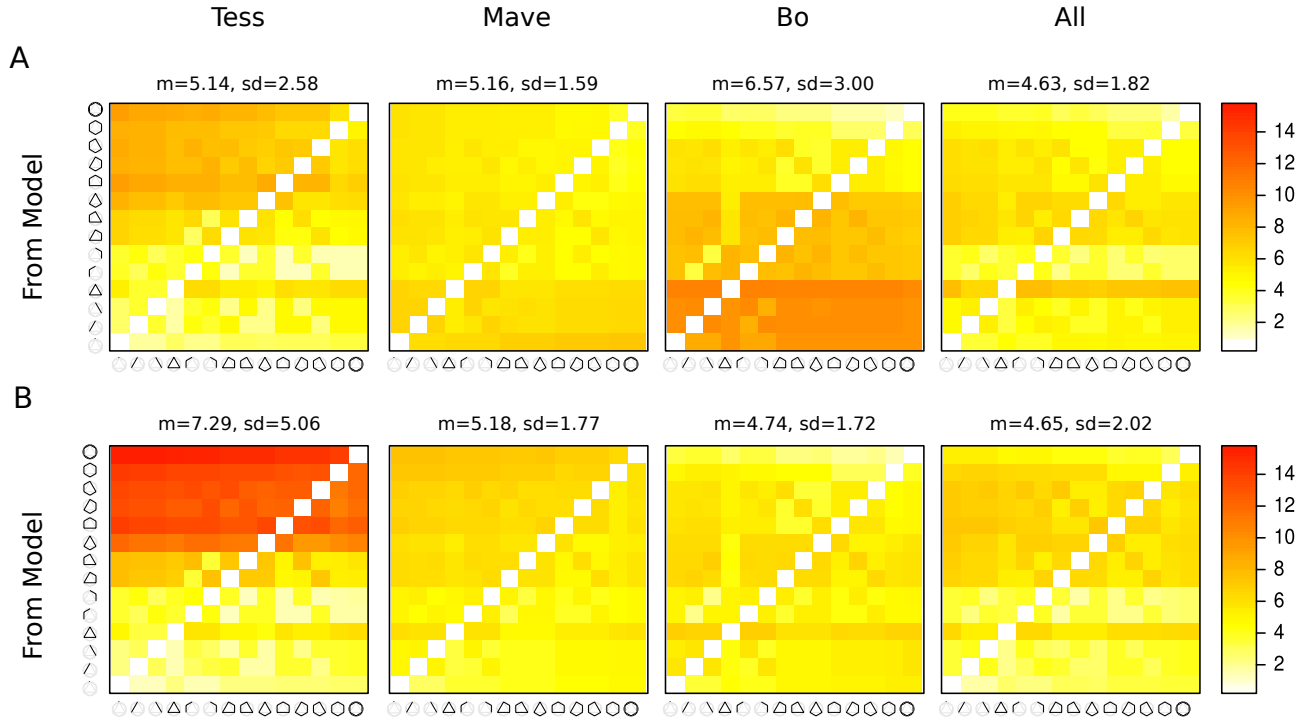 Tess Mave Bo All
A
m=5.14, sd=2.58 m=5.16, sd=1.59 m=6.57, sd=3.00 m=4.63, sd=1.82
From Model
14
12
10
8
6
4
2
B
m=7.29, sd=5.06 m=5.18, sd=1.77 m=4.74, sd=1.72 m=4.65, sd=2.02
From Model
14
12
10
8
6
4
2